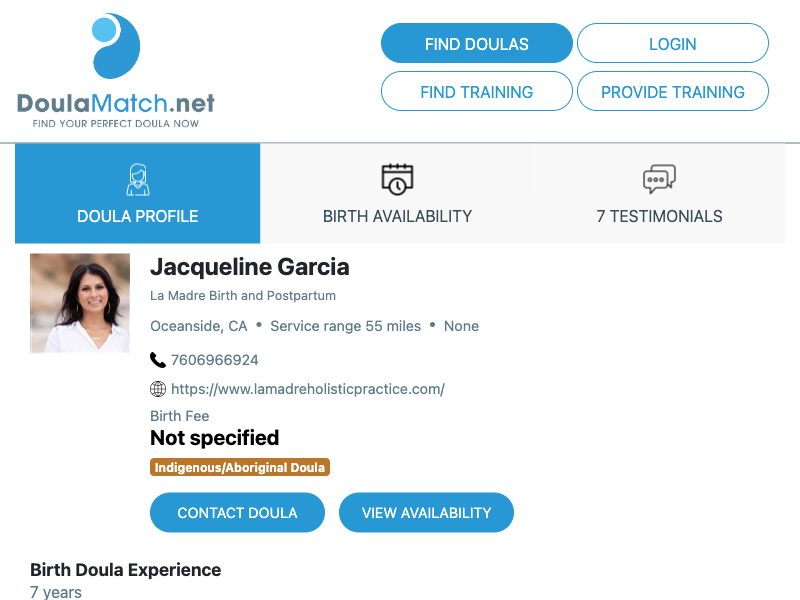 DoulaMatch.net
FIND YOUR PERFECT DOULA NOW
FIND DOULAS
LOGIN
FIND TRAINING
PROVIDE TRAINING
DOULA PROFILE
BIRTH AVAILABILITY
7 TESTIMONIALS
Jacqueline Garcia
La Madre Birth and Postpartum
Oceanside, CA • Service range 55 miles • None
7606966924
https://www.lamadreholisticpractice.com/
Birth Fee
Not specified
Indigenous/Aboriginal Doula
CONTACT DOULA
VIEW AVAILABILITY
Birth Doula Experience
7 years